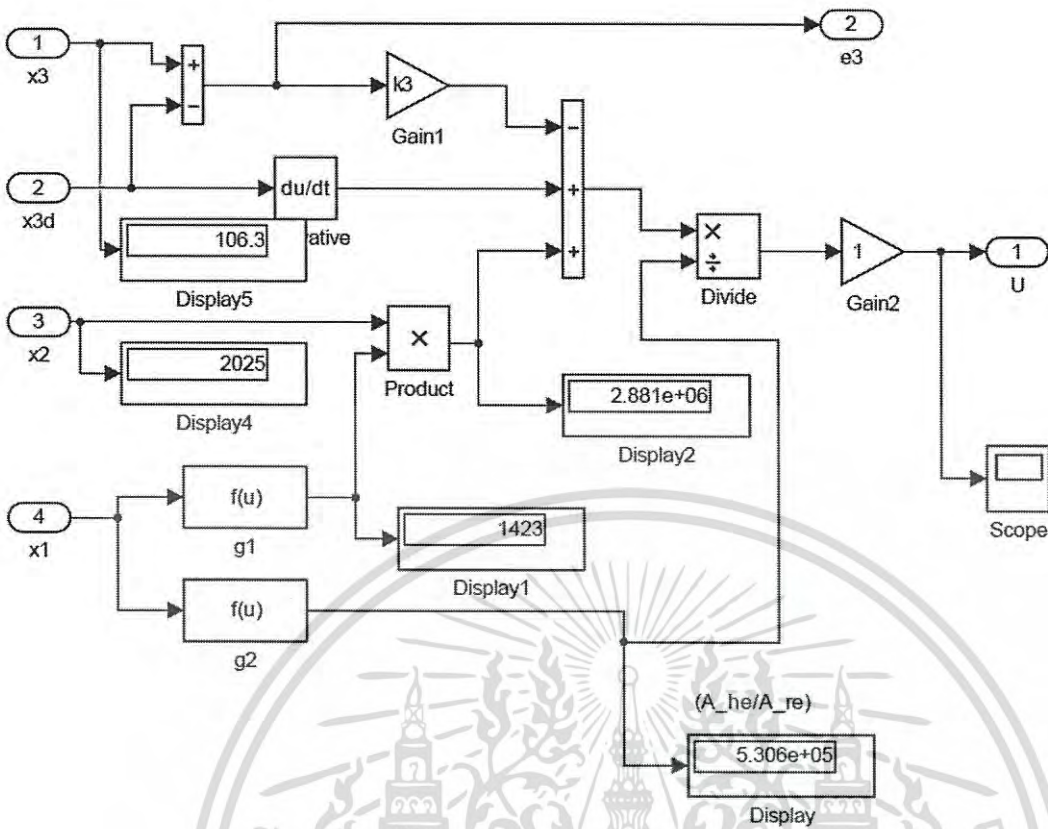 2
e3
1
x3
+
−
k3
Gain1
−
2
x3d
du/dt
+
rative
106.3
Display5
+
×
÷
Divide
1
Gain2
1
U
3
x2
×
Product
2025
Display4
2.881e+06
Display2
4
x1
f(u)
g1
1423
Display1
Scope
f(u)
g2
(A_he/A_re)
5.306e+05
Display